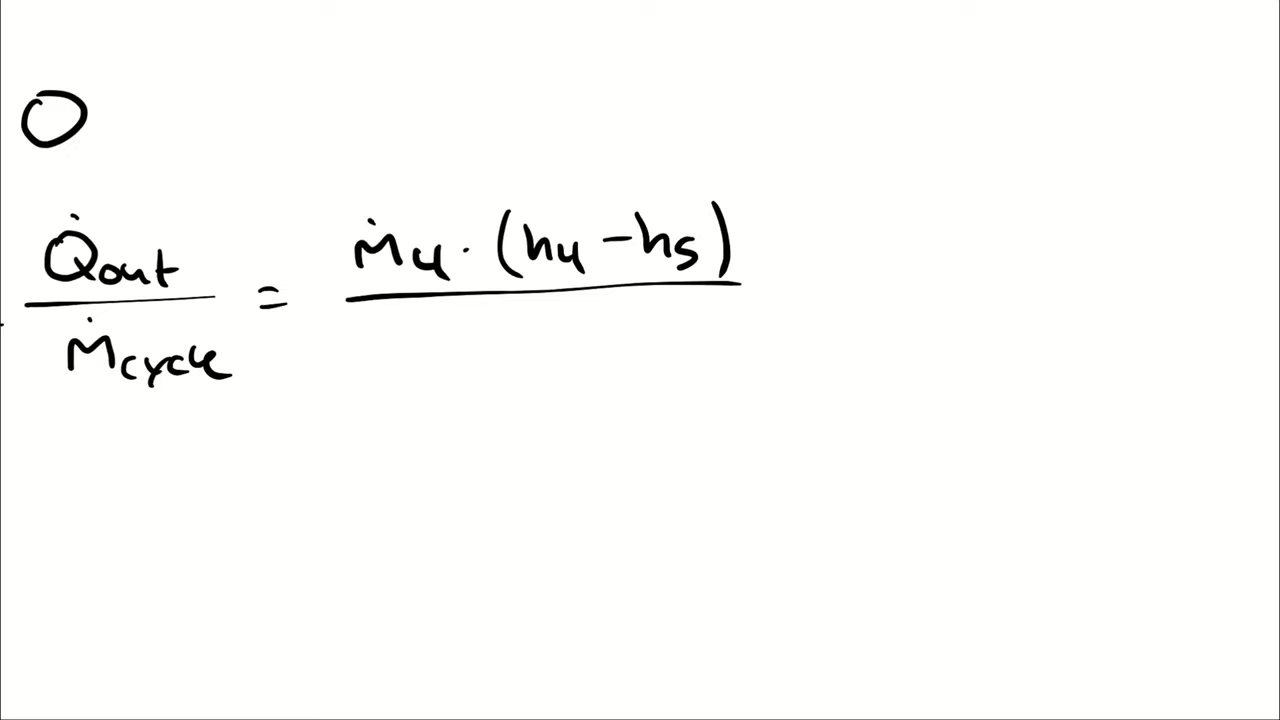 O
Q̇out / ṁcycle = ṁ4 · (h4 − h5)